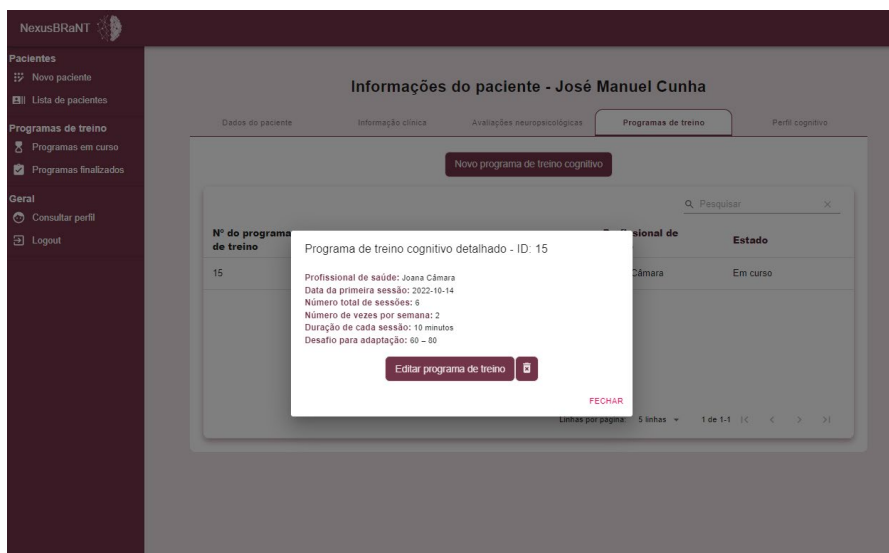 NexusBRaNT
Pacientes
Novo paciente
Lista de pacientes
Programas de treino
Programas em curso
Programas finalizados
Geral
Consultar perfil
Logout
Informações do paciente - José Manuel Cunha
Dados do paciente
Informação clínica
Avaliações neuropsicológicas
Programas de treino
Perfil cognitivo
Novo programa de treino cognitivo
Pesquisar
Nº do programa
de treino
sional de
Estado
15
Câmara
Em curso
Programa de treino cognitivo detalhado - ID: 15
Profissional de saúde: Joana Câmara
Data da primeira sessão: 2022-10-14
Número total de sessões: 6
Número de vezes por semana: 2
Duração de cada sessão: 10 minutos
Desafio para adaptação: 60 – 80
Editar programa de treino
FECHAR
Linhas por página: 5 linhas 1 de 1-1